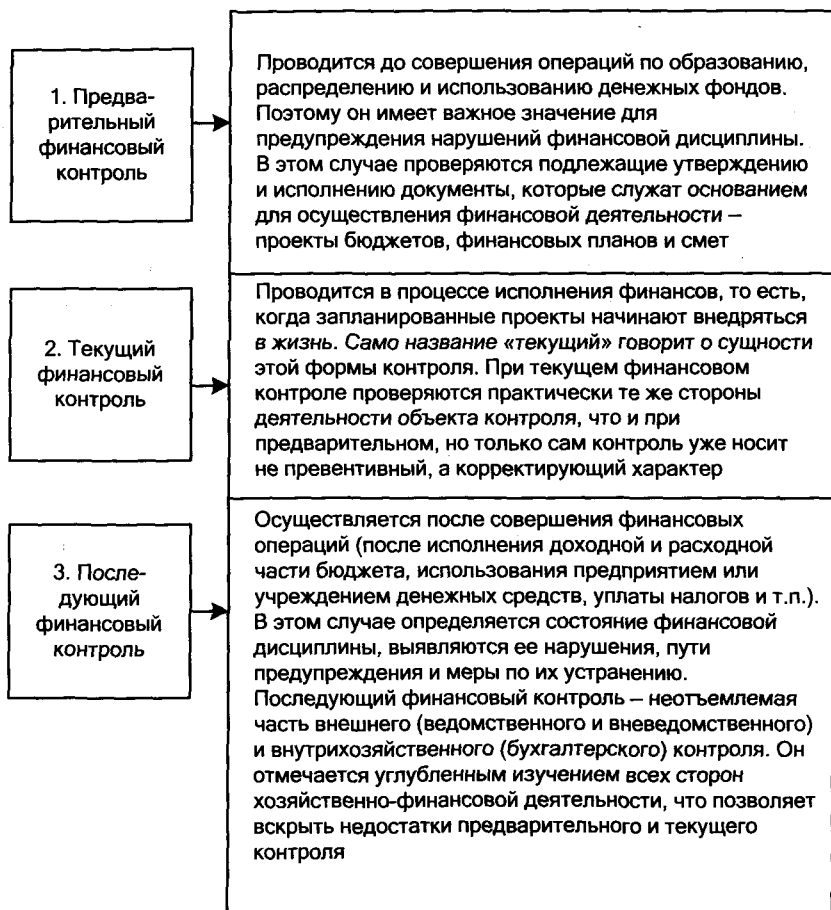 1. Предва-
рительный
финансовый
контроль
Проводится до совершения операций по образованию,
распределению и использованию денежных фондов.
Поэтому он имеет важное значение для
предупреждения нарушений финансовой дисциплины.
В этом случае проверяются подлежащие утверждению
и исполнению документы, которые служат основанием
для осуществления финансовой деятельности –
проекты бюджетов, финансовых планов и смет
2. Текущий
финансовый
контроль
Проводится в процессе исполнения финансов, то есть,
когда запланированные проекты начинают внедряться
в жизнь. Само название «текущий» говорит о сущности
этой формы контроля. При текущем финансовом
контроле проверяются практически те же стороны
деятельности объекта контроля, что и при
предварительном, но только сам контроль уже носит
не превентивный, а корректирующий характер
3. После-
дующий
финансовый
контроль
Осуществляется после совершения финансовых
операций (после исполнения доходной и расходной
части бюджета, использования предприятием или
учреждением денежных средств, уплаты налогов и т.п.).
В этом случае определяется состояние финансовой
дисциплины, выявляются ее нарушения, пути
предупреждения и меры по их устранению.
Последующий финансовый контроль – неотъемлемая
часть внешнего (ведомственного и вневедомственного)
и внутрихозяйственного (бухгалтерского) контроля. Он
отмечается углубленным изучением всех сторон
хозяйственно-финансовой деятельности, что позволяет
вскрыть недостатки предварительного и текущего
контроля